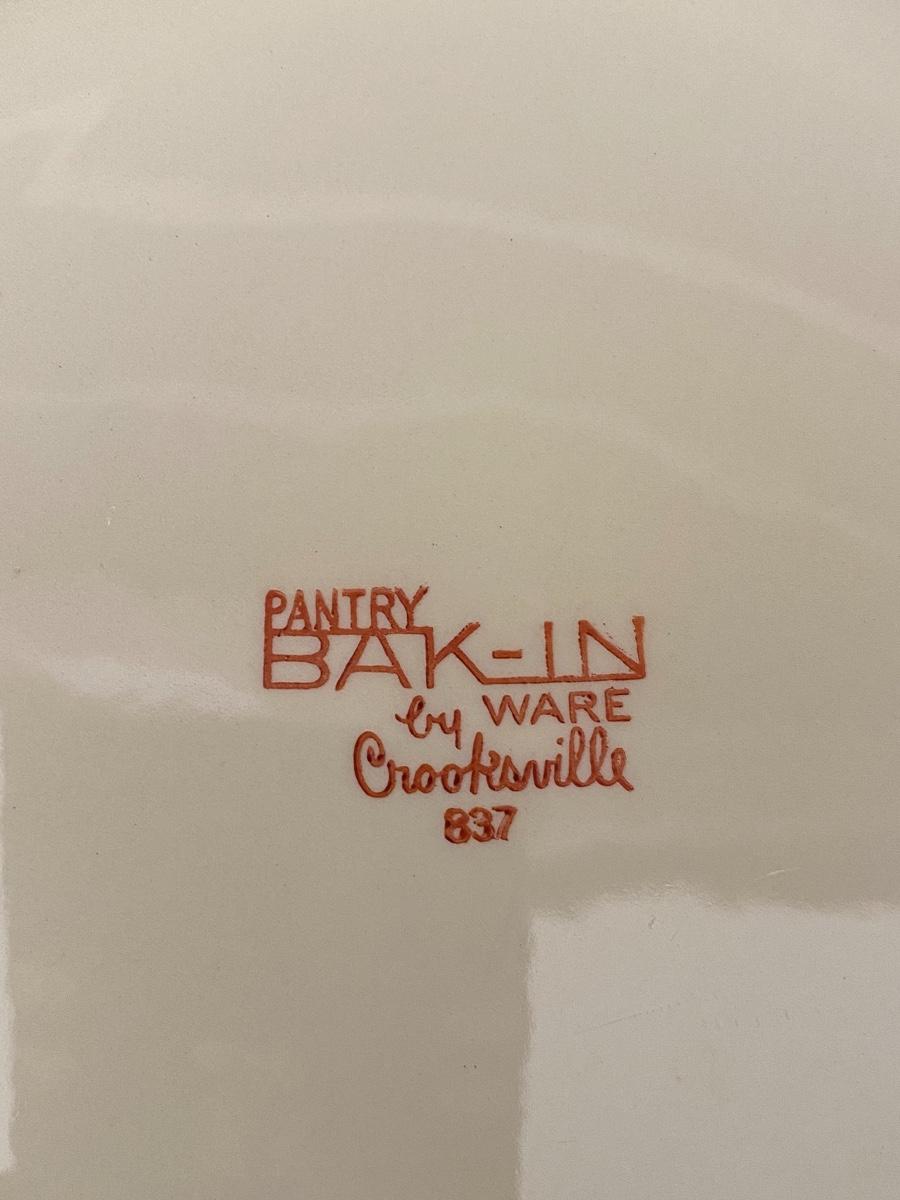 PANTRY
BAK-IN
WARE
by
Crooksville
837